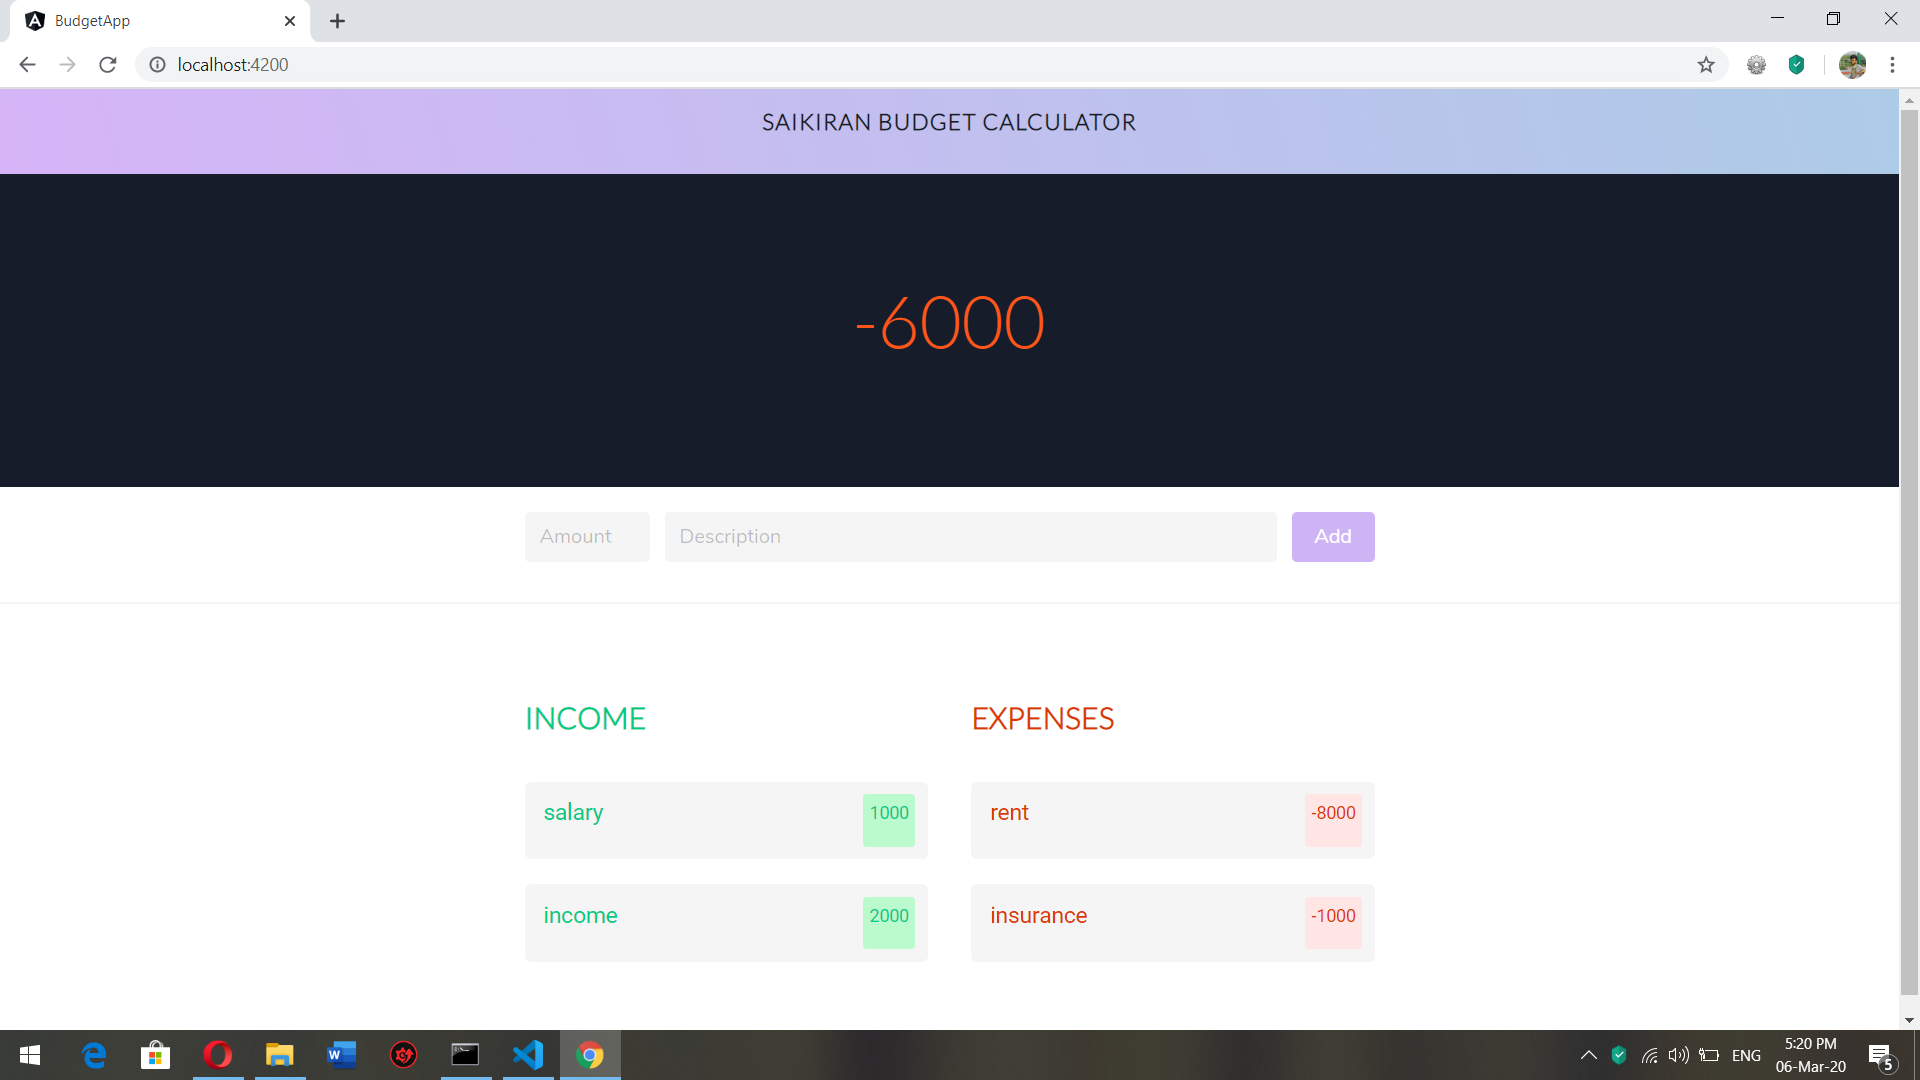 BudgetApp
localhost:4200
SAIKIRAN BUDGET CALCULATOR
-6000
Amount Description Add
INCOME EXPENSES
salary 1000 rent -8000
income 2000 insurance -1000
ENG 5:20 PM
06-Mar-20 5